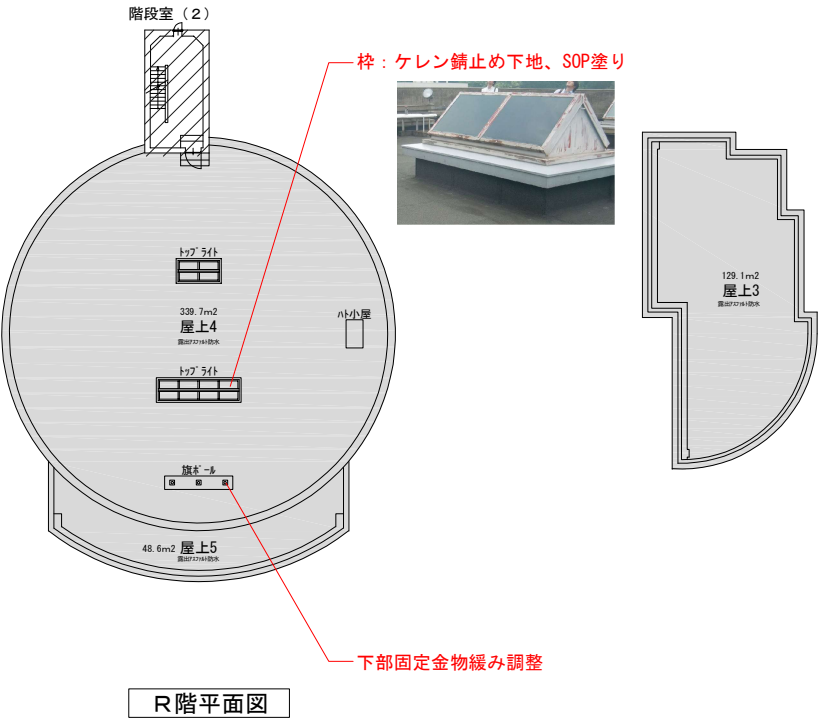 階段室(2)
枠:ケレン錆止め下地、SOP塗り
トップライト
339.7m2
屋上4
露出アスファルト防水
ハト小屋
トップライト
旗ポール
48.6m2 屋上5
露出アスファルト防水
129.1m2
屋上3
露出アスファルト防水
下部固定金物緩み調整
R階平面図